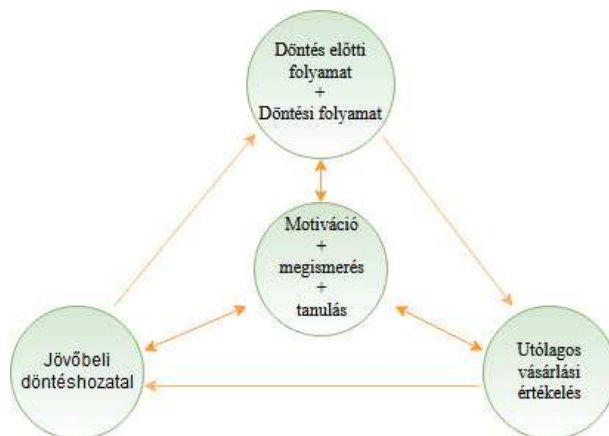 Döntés előtti
folyamat
+
Döntési folyamat
Motiváció
+
megismerés
+
tanulás
Jövőbeli
döntéshozatal
Utólagos
vásárlási
értékelés